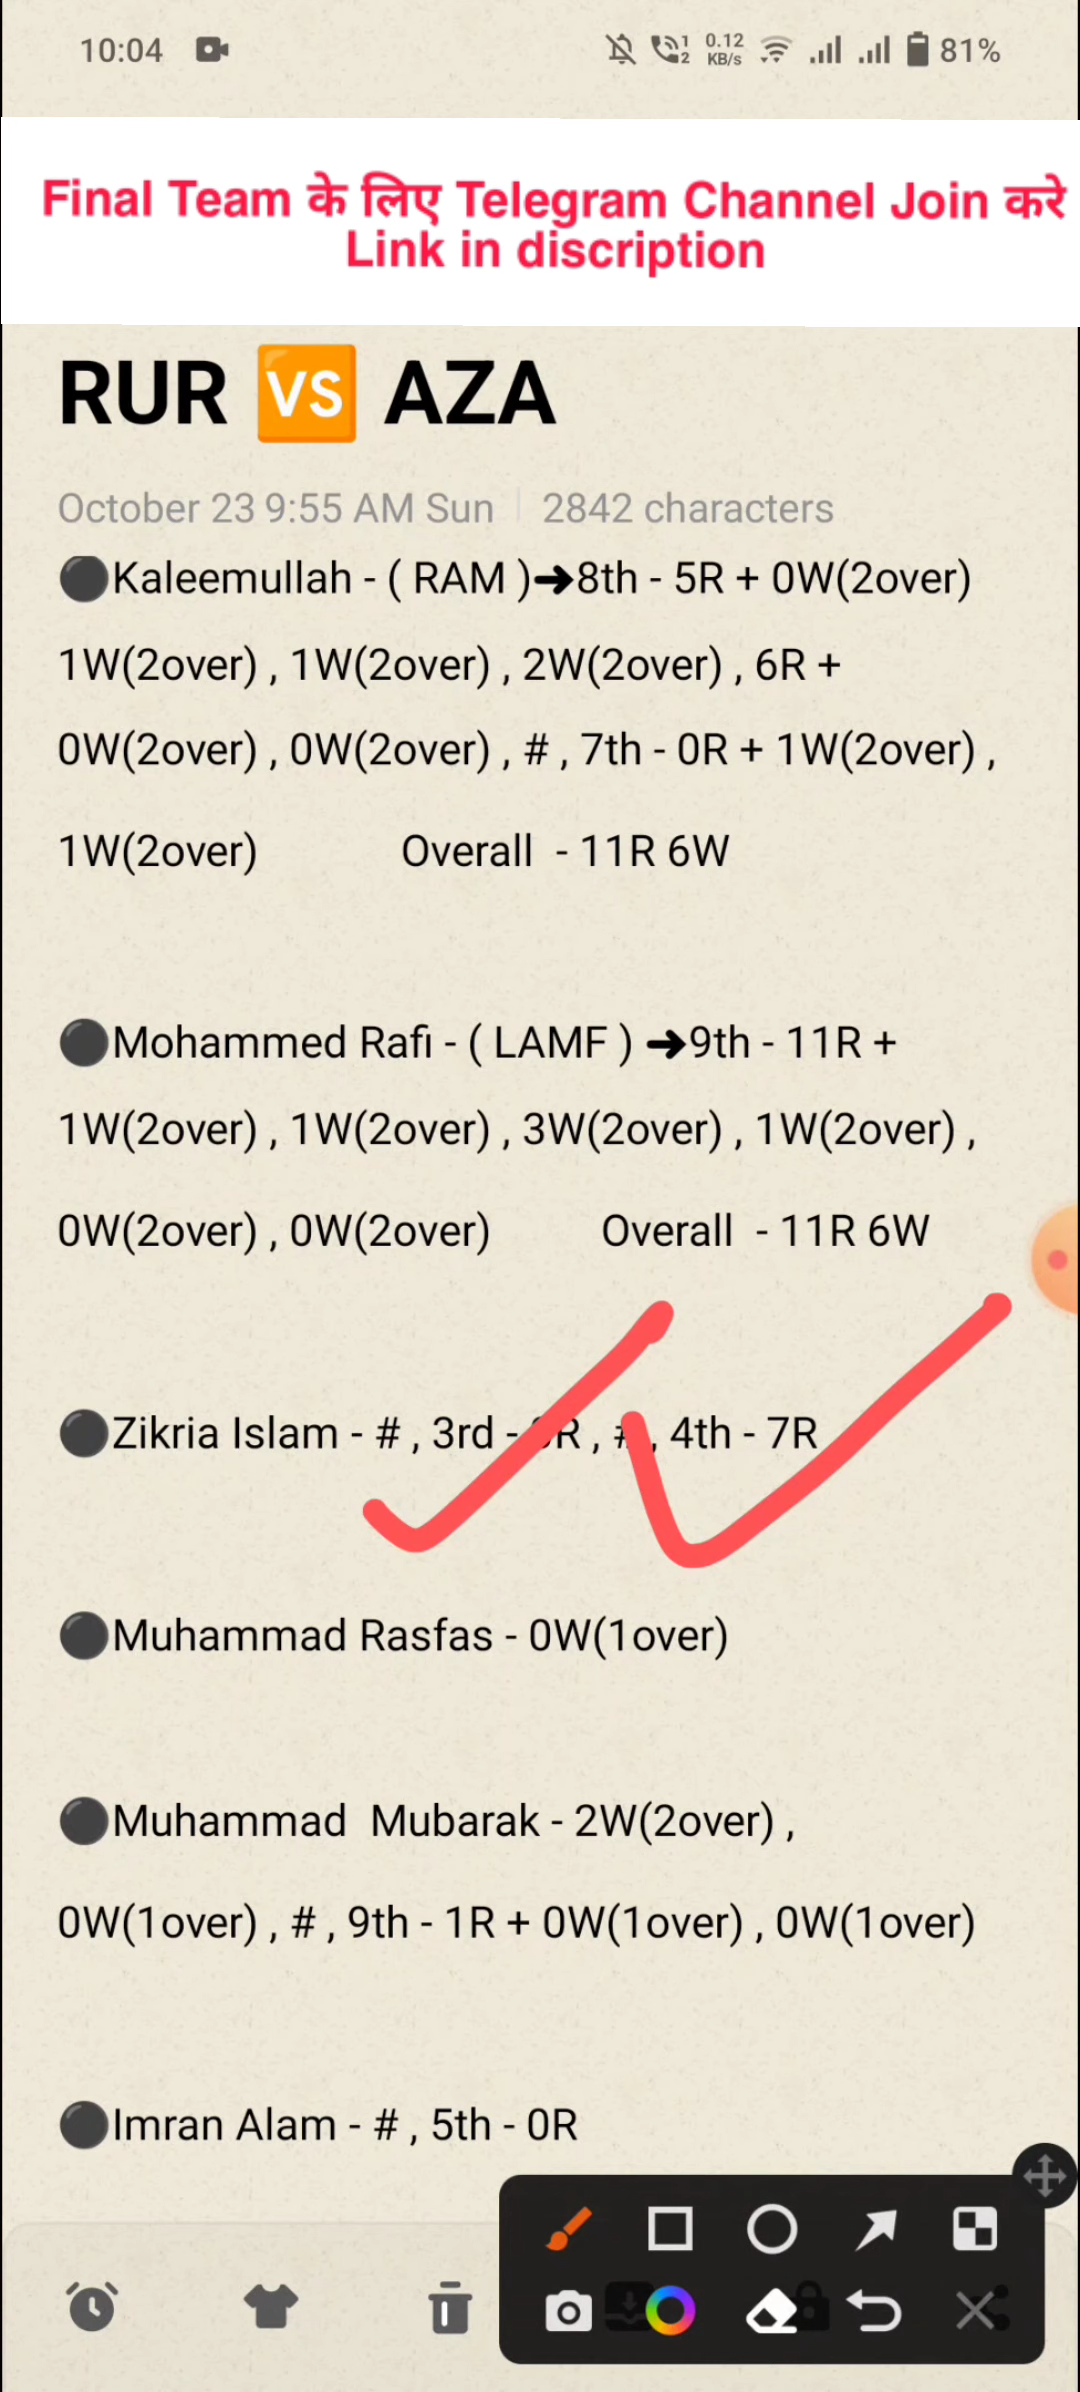 10:04
0.12 KB/s
81%
Final Team के लिए Telegram Channel Join करे
Link in discription
RUR VS AZA
October 23 9:55 AM Sun | 2842 characters
Kaleemullah - ( RAM )➜8th - 5R + 0W(2over)
1W(2over) , 1W(2over) , 2W(2over) , 6R +
0W(2over) , 0W(2over) , # , 7th - 0R + 1W(2over) ,
1W(2over) Overall - 11R 6W
Mohammed Rafi - ( LAMF ) ➜9th - 11R +
1W(2over) , 1W(2over) , 3W(2over) , 1W(2over) ,
0W(2over) , 0W(2over) Overall - 11R 6W
Zikria Islam - # , 3rd - R , # , 4th - 7R
Muhammad Rasfas - 0W(1over)
Muhammad Mubarak - 2W(2over) ,
0W(1over) , # , 9th - 1R + 0W(1over) , 0W(1over)
Imran Alam - # , 5th - 0R